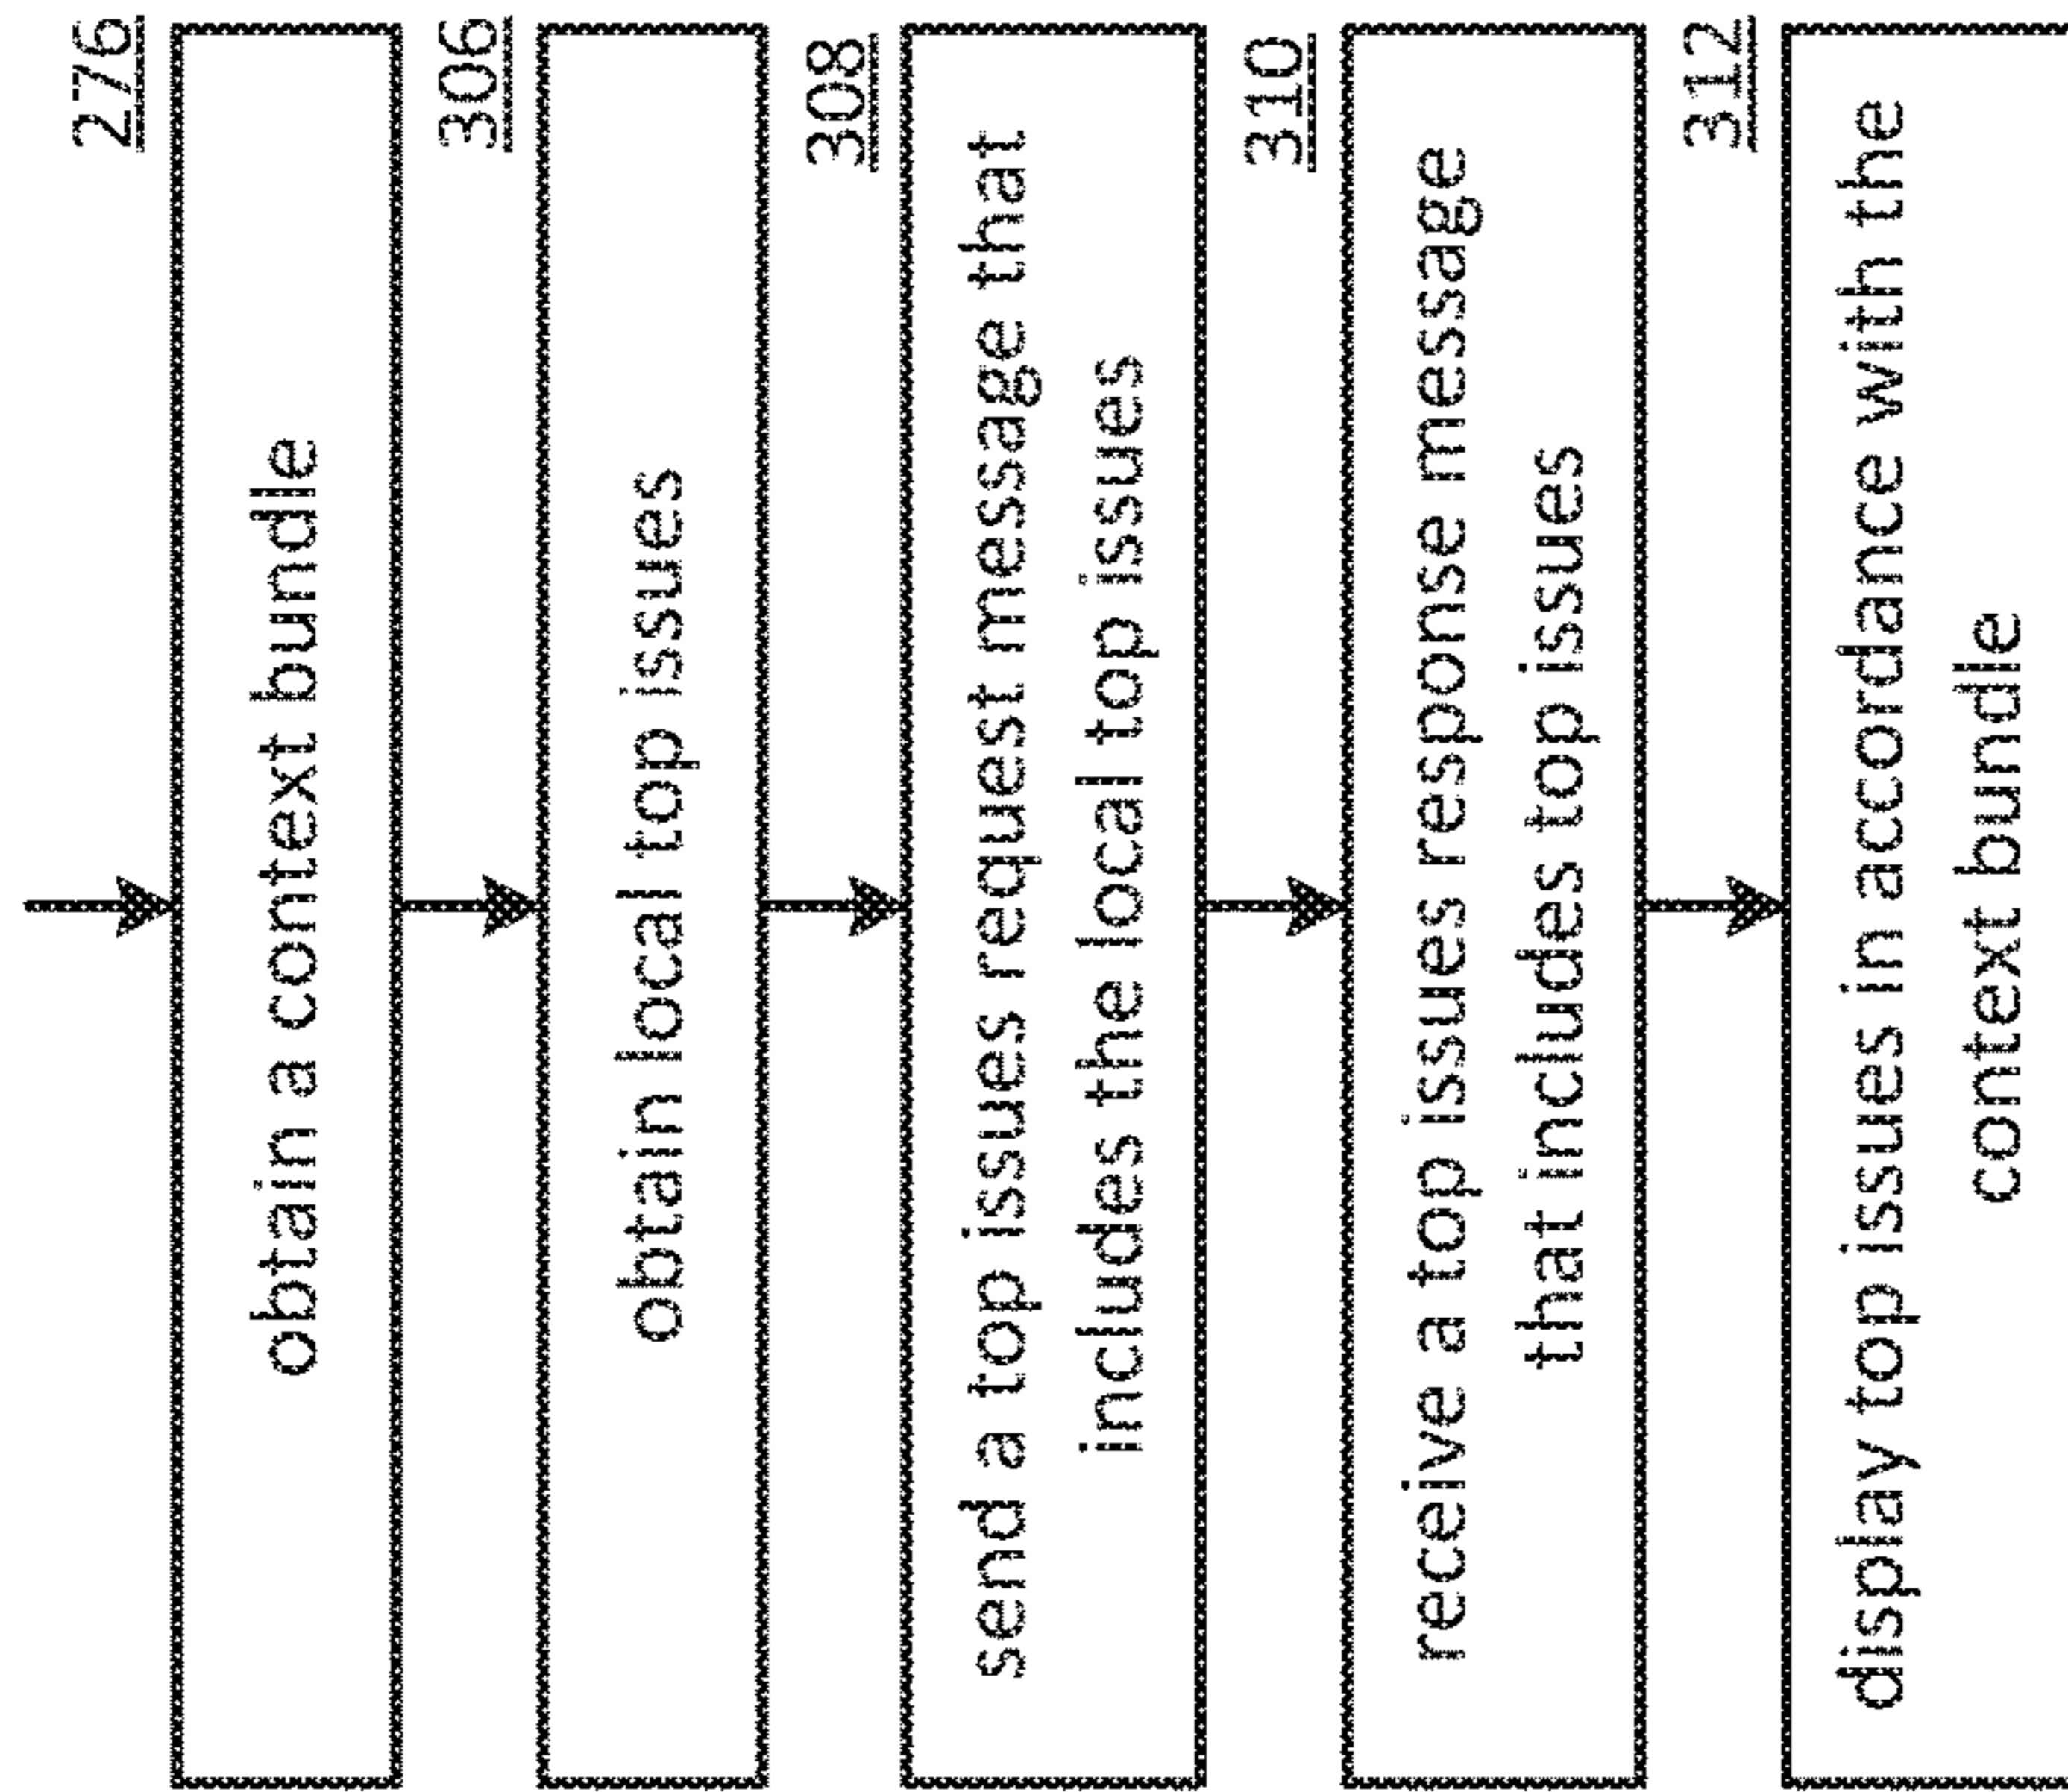 276
obtain a context bundle
306
obtain local top issues
308
send a top issues request message that
includes the local top issues
310
receive a top issues response message
that includes top issues
312
display top issues in accordance with the
context bundle